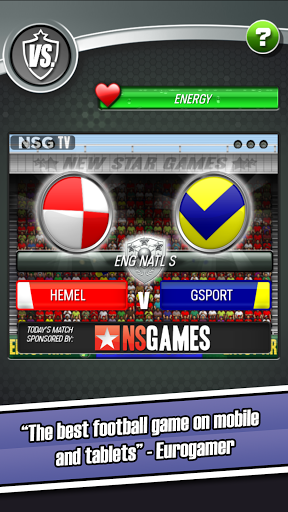 VS.
?
ENERGY
NSG TV
NEW STAR GAMES
ENG NATL S
HEMEL V GSPORT
TODAY'S MATCH
SPONSORED BY:
NSGAMES
"The best football game on mobile
and tablets" - Eurogamer